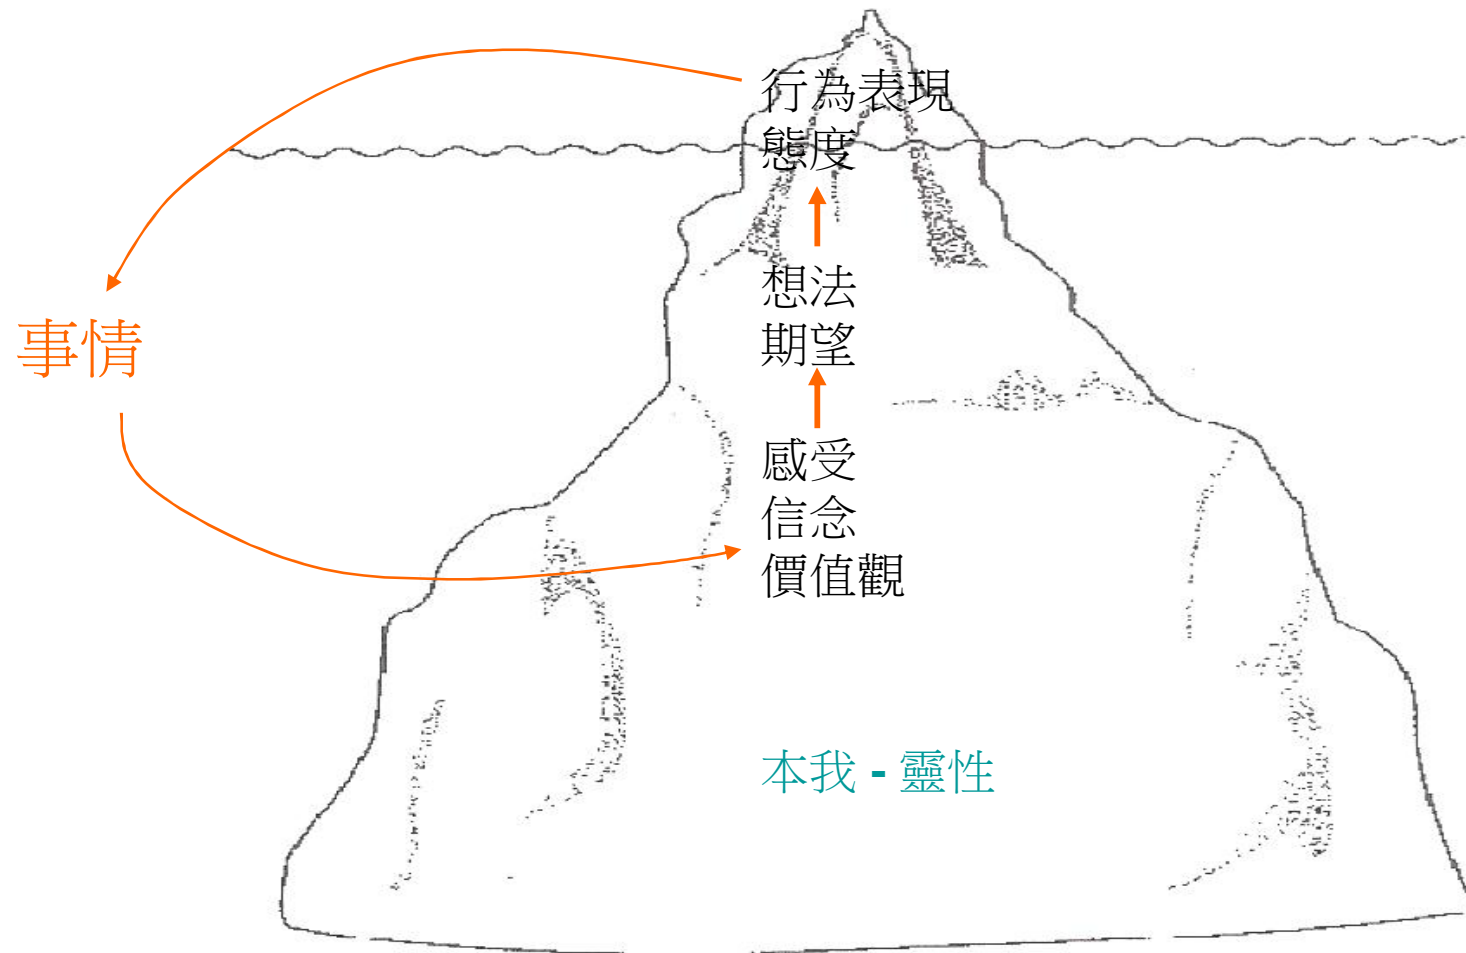 行為表現
態度
想法
期望
事情
感受
信念
價值觀
本我 - 靈性